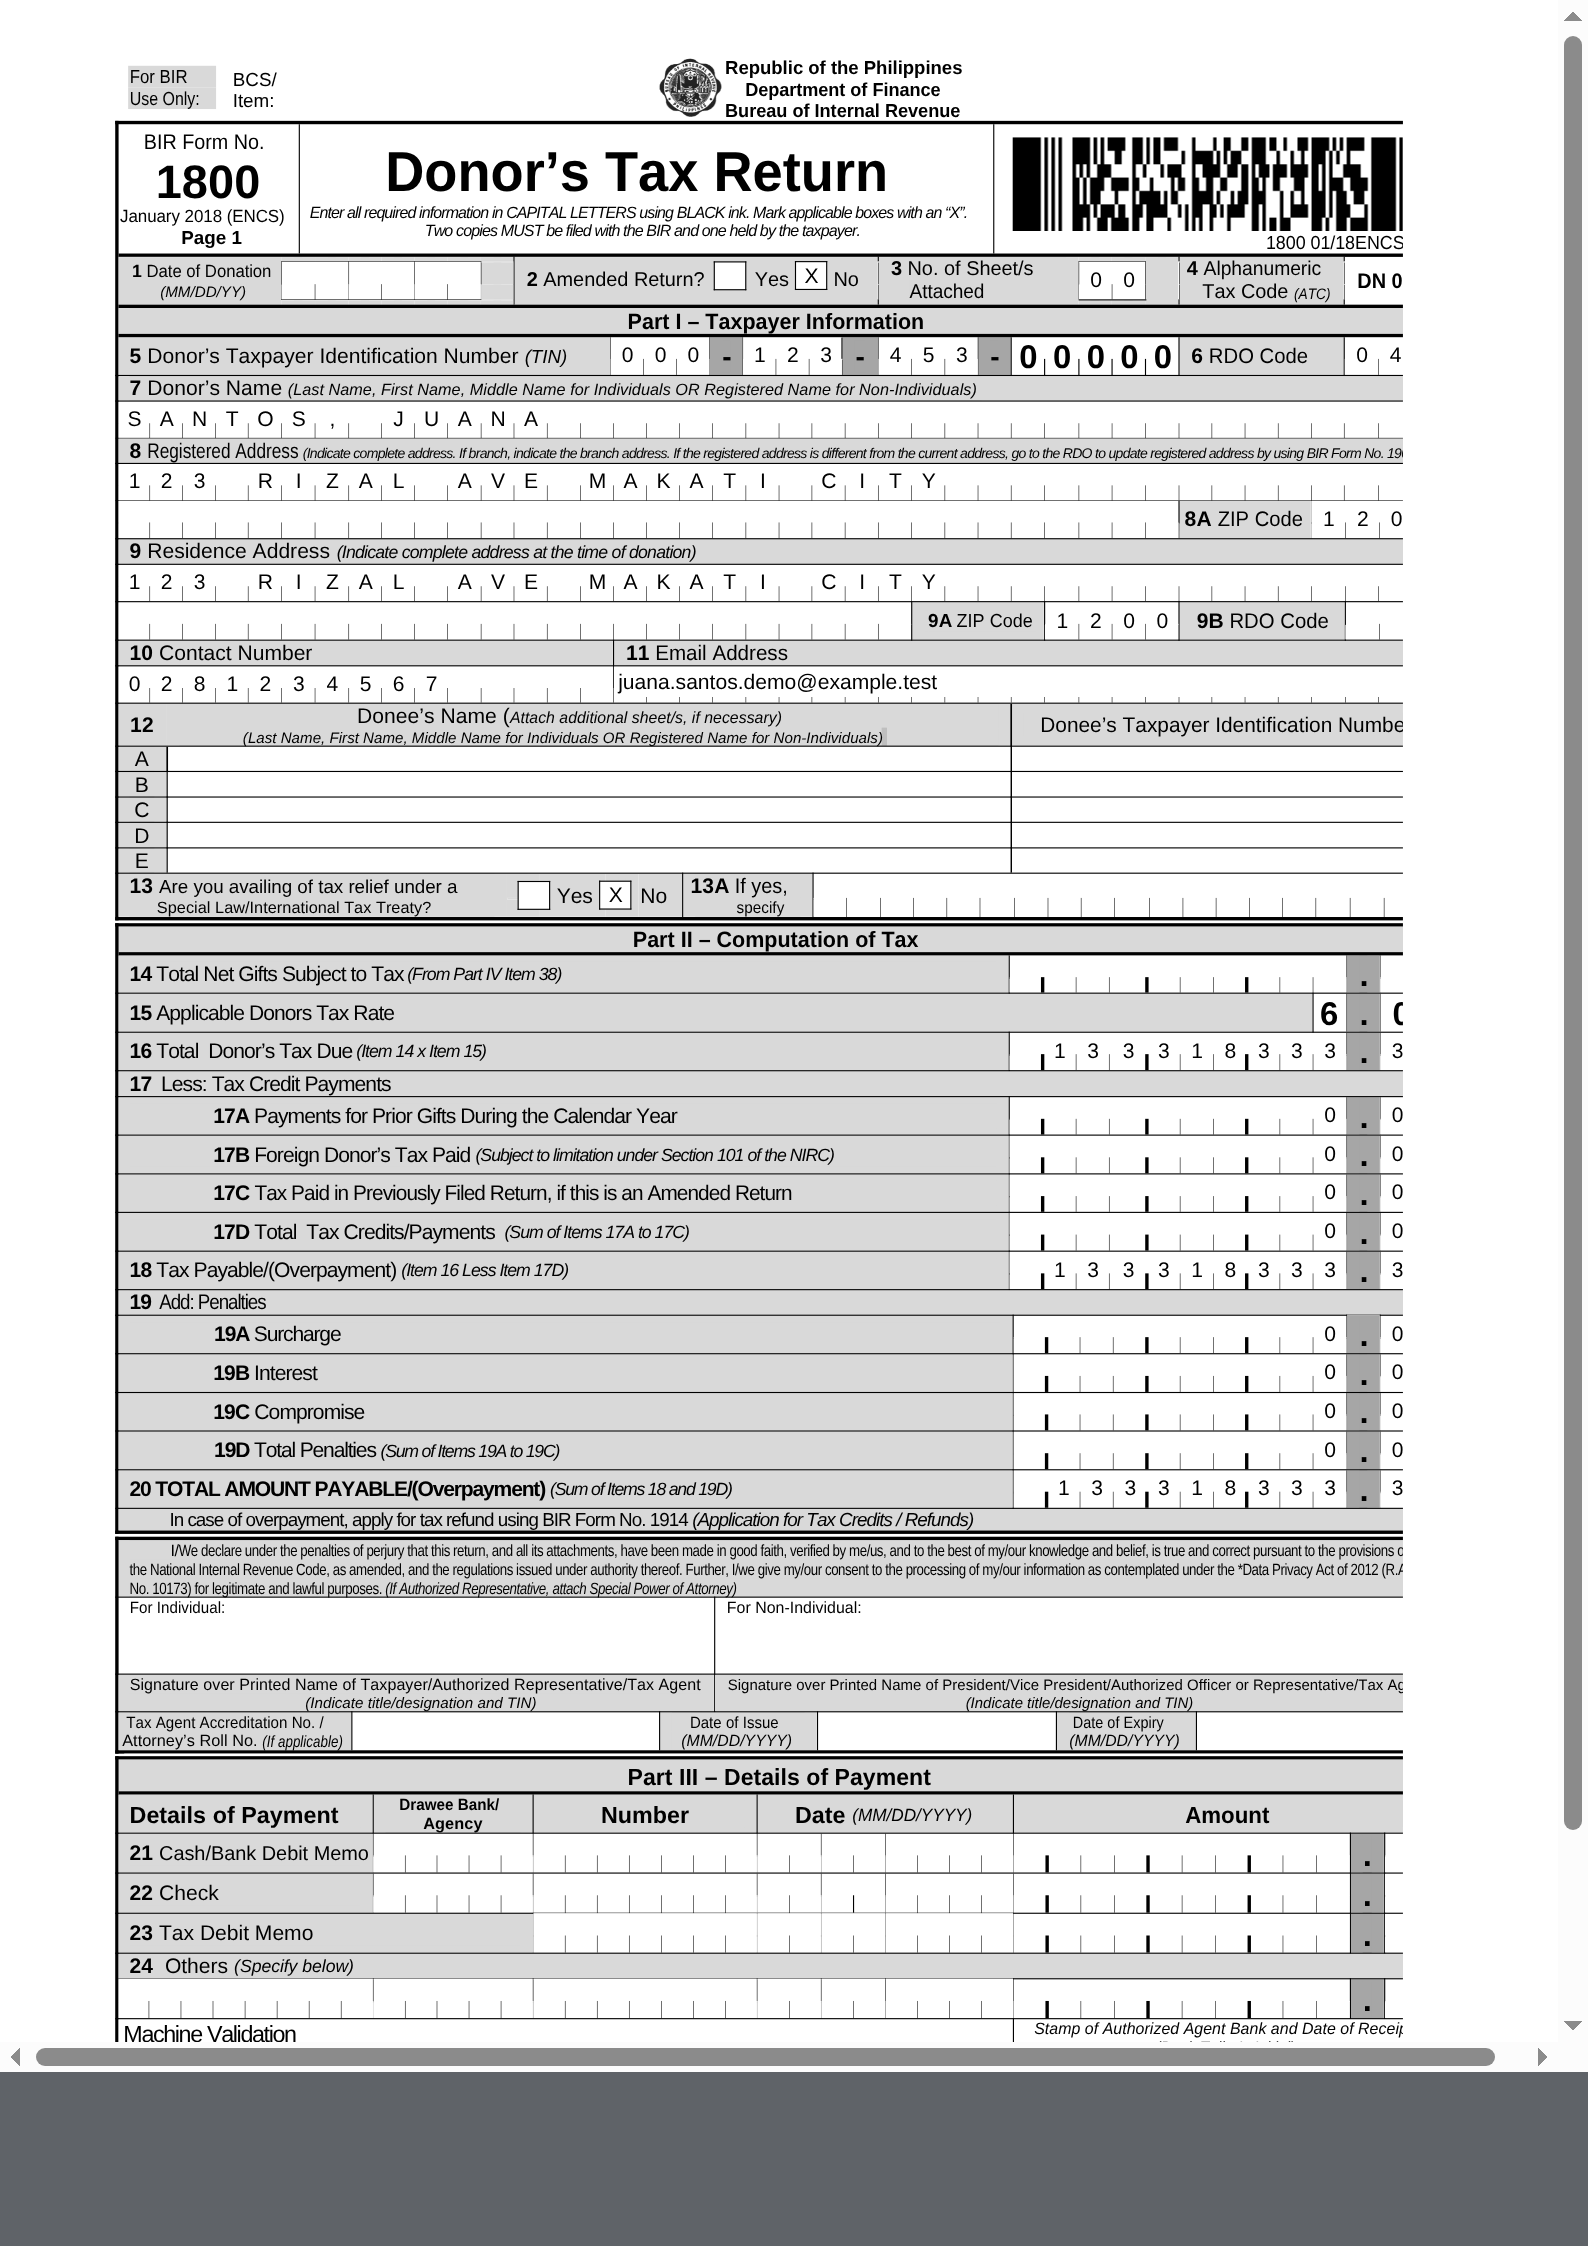 For BIR
Use Only:
BCS/
Item:
Republic of the Philippines
Department of Finance
Bureau of Internal Revenue
BIR Form No.
1800
January 2018 (ENCS)
Page 1
Donor’s Tax Return
Enter all required information in CAPITAL LETTERS using BLACK ink. Mark applicable boxes with an “X”.
Two copies MUST be filed with the BIR and one held by the taxpayer.
1800 01/18ENCS
1 Date of Donation
(MM/DD/YY)
2 Amended Return? Yes X No
3 No. of Sheet/s
Attached
0 0
4 Alphanumeric
Tax Code (ATC)
DN 0
Part I – Taxpayer Information
5 Donor’s Taxpayer Identification Number (TIN) 0 0 0 - 1 2 3 - 4 5 3 - 0 0 0 0 0 6 RDO Code 0 4
7 Donor’s Name (Last Name, First Name, Middle Name for Individuals OR Registered Name for Non-Individuals)
SANTOS, JUANA
8 Registered Address (Indicate complete address. If branch, indicate the branch address. If the registered address is different from the current address, go to the RDO to update registered address by using BIR Form No. 190
123 RIZAL AVE MAKATI CITY
8A ZIP Code 1 2 0
9 Residence Address (Indicate complete address at the time of donation)
123 RIZAL AVE MAKATI CITY
9A ZIP Code 1 2 0 0 9B RDO Code
10 Contact Number 11 Email Address
0281234567 juana.santos.demo@example.test
12 Donee’s Name (Attach additional sheet/s, if necessary)
(Last Name, First Name, Middle Name for Individuals OR Registered Name for Non-Individuals)
Donee’s Taxpayer Identification Numbe
A
B
C
D
E
13 Are you availing of tax relief under a
Special Law/International Tax Treaty?
Yes X No
13A If yes,
specify
Part II – Computation of Tax
14 Total Net Gifts Subject to Tax (From Part IV Item 38) .
15 Applicable Donors Tax Rate 6 . 0
16 Total Donor’s Tax Due (Item 14 x Item 15) 1 3 3 3 1 8 3 3 3 . 3
17 Less: Tax Credit Payments
17A Payments for Prior Gifts During the Calendar Year 0 . 0
17B Foreign Donor’s Tax Paid (Subject to limitation under Section 101 of the NIRC) 0 . 0
17C Tax Paid in Previously Filed Return, if this is an Amended Return 0 . 0
17D Total Tax Credits/Payments (Sum of Items 17A to 17C) 0 . 0
18 Tax Payable/(Overpayment) (Item 16 Less Item 17D) 1 3 3 3 1 8 3 3 3 . 3
19 Add: Penalties
19A Surcharge 0 . 0
19B Interest 0 . 0
19C Compromise 0 . 0
19D Total Penalties (Sum of Items 19A to 19C) 0 . 0
20 TOTAL AMOUNT PAYABLE/(Overpayment) (Sum of Items 18 and 19D) 1 3 3 3 1 8 3 3 3 . 3
In case of overpayment, apply for tax refund using BIR Form No. 1914 (Application for Tax Credits / Refunds)
I/We declare under the penalties of perjury that this return, and all its attachments, have been made in good faith, verified by me/us, and to the best of my/our knowledge and belief, is true and correct pursuant to the provisions o
the National Internal Revenue Code, as amended, and the regulations issued under authority thereof. Further, I/we give my/our consent to the processing of my/our information as contemplated under the *Data Privacy Act of 2012 (R.A
No. 10173) for legitimate and lawful purposes. (If Authorized Representative, attach Special Power of Attorney)
For Individual: For Non-Individual:
Signature over Printed Name of Taxpayer/Authorized Representative/Tax Agent
(Indicate title/designation and TIN)
Signature over Printed Name of President/Vice President/Authorized Officer or Representative/Tax Ag
(Indicate title/designation and TIN)
Tax Agent Accreditation No. /
Attorney’s Roll No. (If applicable)
Date of Issue
(MM/DD/YYYY)
Date of Expiry
(MM/DD/YYYY)
Part III – Details of Payment
Details of Payment
Drawee Bank/
Agency
Number
Date (MM/DD/YYYY)
Amount
21 Cash/Bank Debit Memo .
22 Check .
23 Tax Debit Memo .
24 Others (Specify below)
.
Machine Validation
Stamp of Authorized Agent Bank and Date of Receip